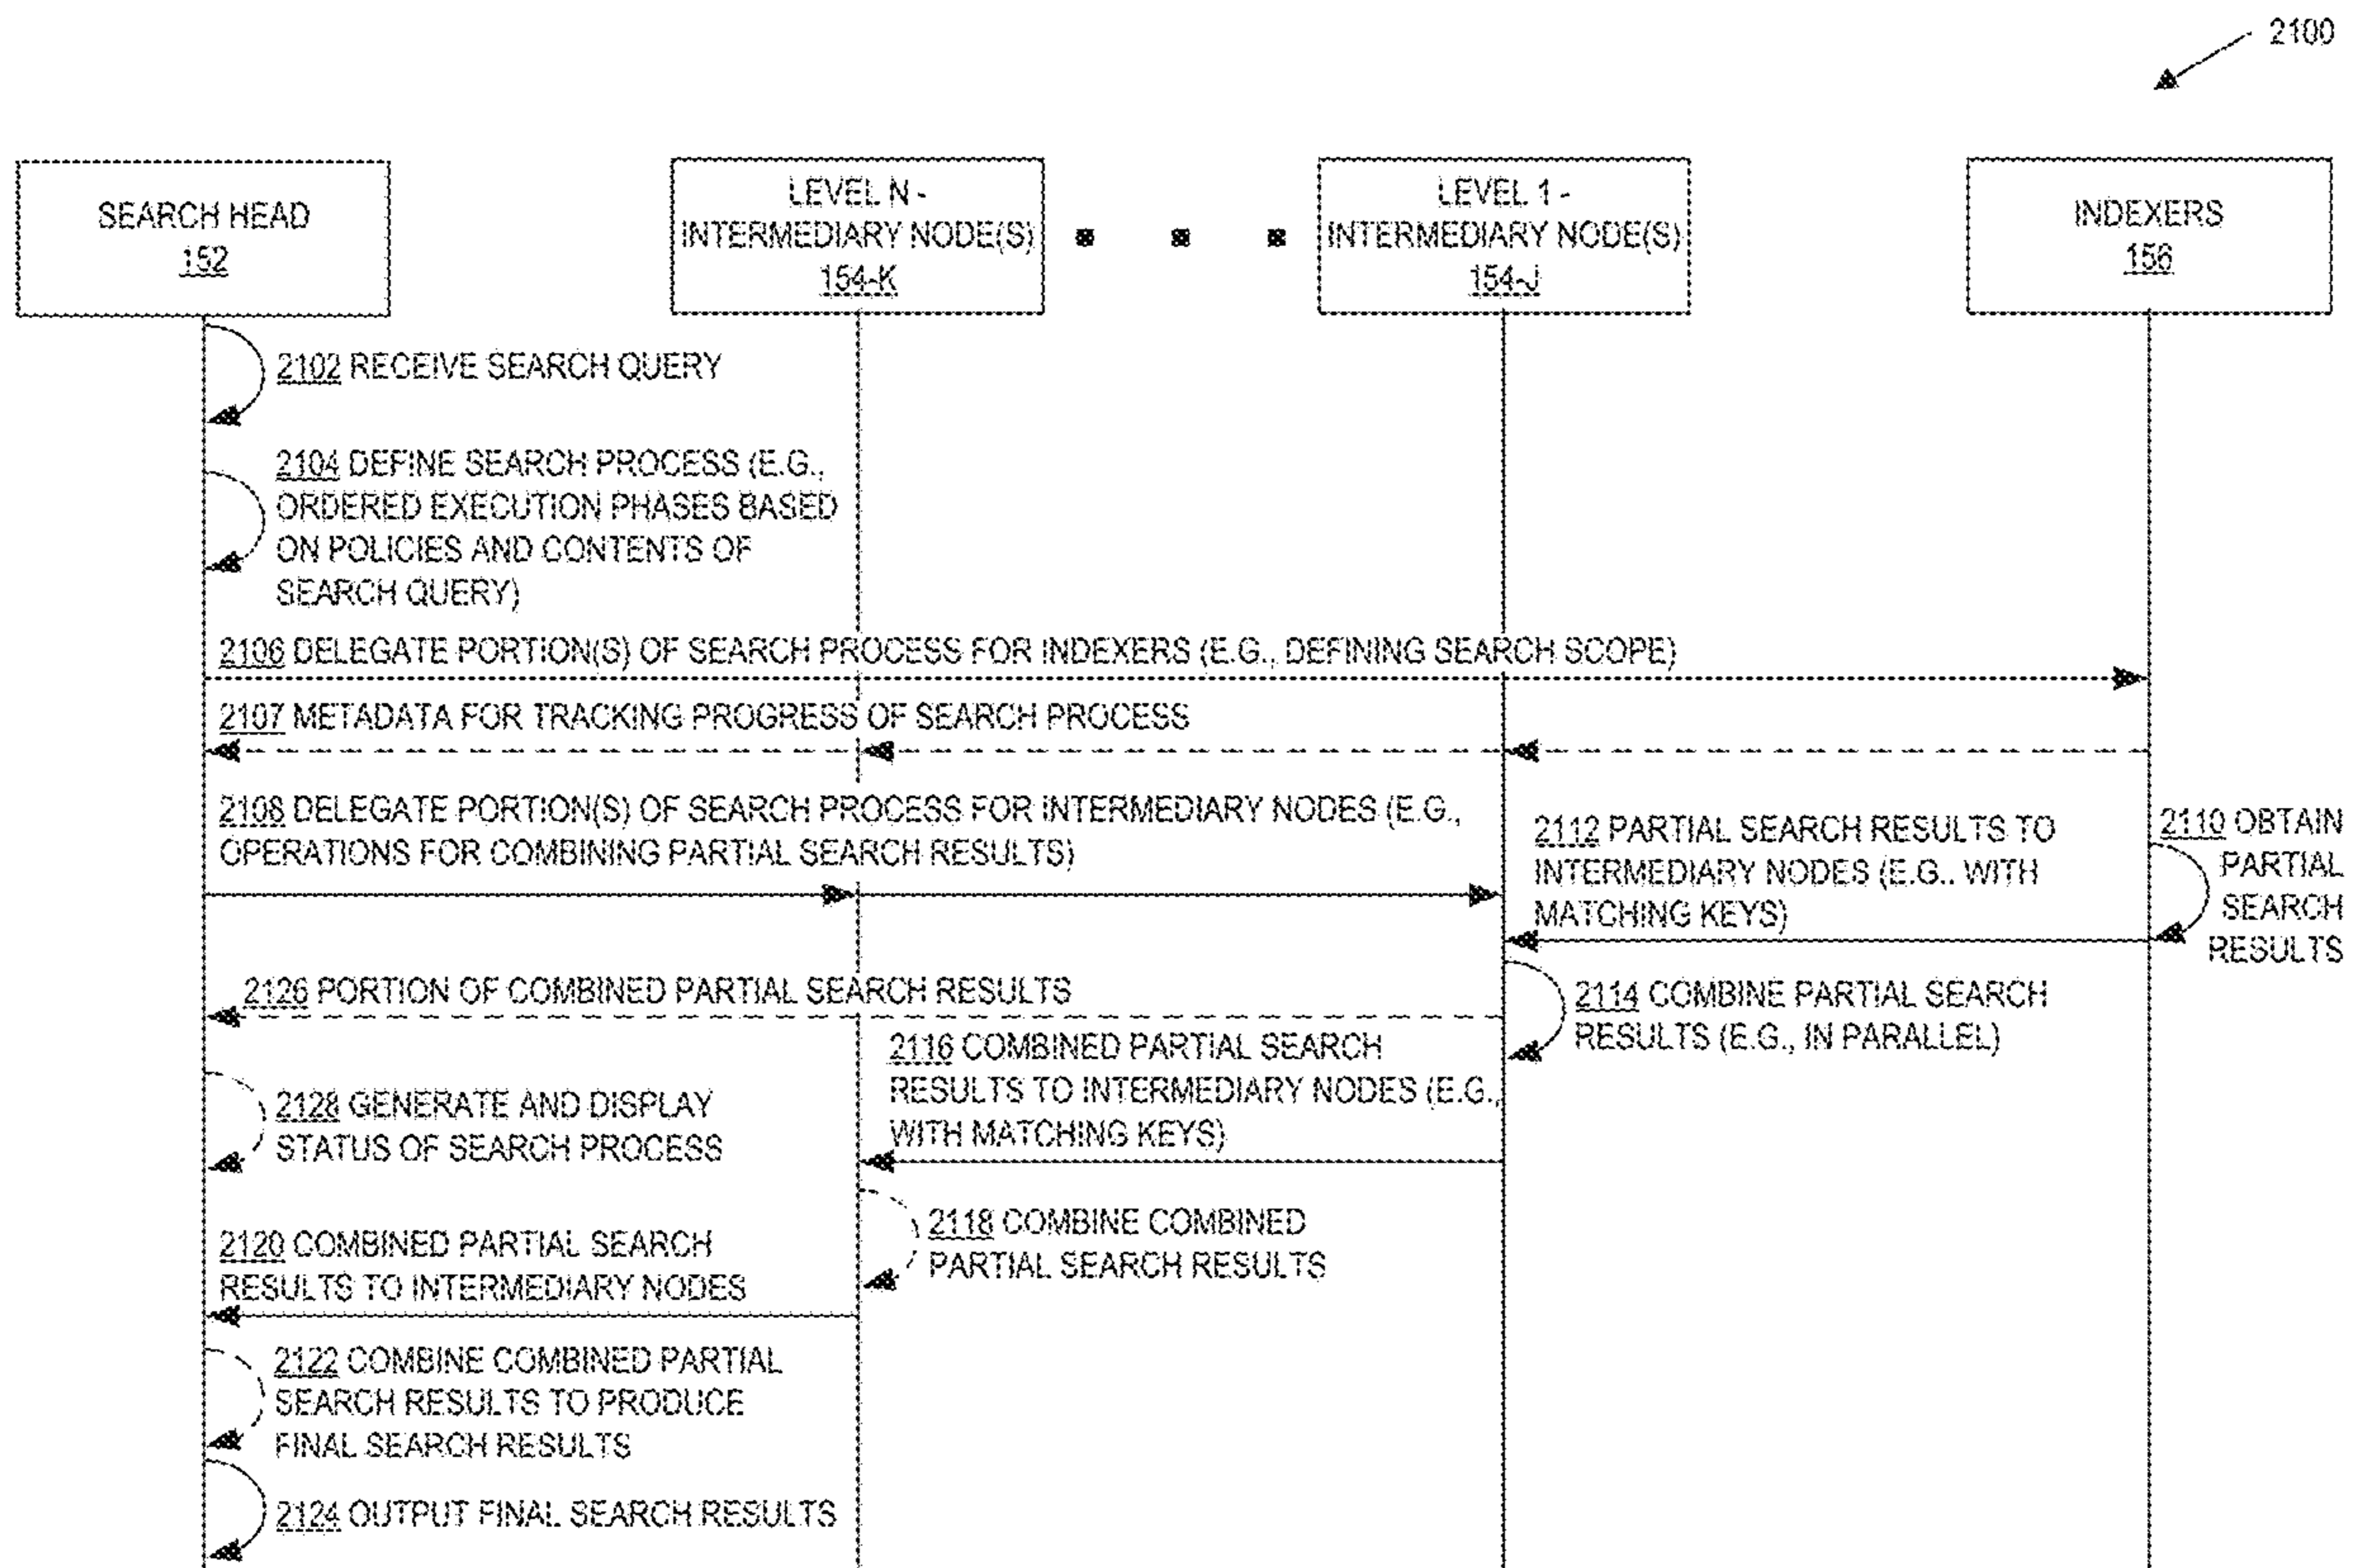 2100
SEARCH HEAD
152
LEVEL N -
INTERMEDIARY NODE(S)
154-K
LEVEL 1 -
INTERMEDIARY NODE(S)
154-J
INDEXERS
156
2102 RECEIVE SEARCH QUERY
2104 DEFINE SEARCH PROCESS (E.G.,
ORDERED EXECUTION PHASES BASED
ON POLICIES AND CONTENTS OF
SEARCH QUERY)
2106 DELEGATE PORTION(S) OF SEARCH PROCESS FOR INDEXERS (E.G., DEFINING SEARCH SCOPE)
2107 METADATA FOR TRACKING PROGRESS OF SEARCH PROCESS
2108 DELEGATE PORTION(S) OF SEARCH PROCESS FOR INTERMEDIARY NODES (E.G.,
OPERATIONS FOR COMBINING PARTIAL SEARCH RESULTS)
2110 OBTAIN
PARTIAL
SEARCH
RESULTS
2112 PARTIAL SEARCH RESULTS TO
INTERMEDIARY NODES (E.G.. WITH
MATCHING KEYS)
2126 PORTION OF COMBINED PARTIAL SEARCH RESULTS
2114 COMBINE PARTIAL SEARCH
RESULTS (E.G., IN PARALLEL)
2116 COMBINED PARTIAL SEARCH
RESULTS TO INTERMEDIARY NODES (E.G.,
WITH MATCHING KEYS)
2128 GENERATE AND DISPLAY
STATUS OF SEARCH PROCESS
2118 COMBINE COMBINED
PARTIAL SEARCH RESULTS
2120 COMBINED PARTIAL SEARCH
RESULTS TO INTERMEDIARY NODES
2122 COMBINE COMBINED PARTIAL
SEARCH RESULTS TO PRODUCE
FINAL SEARCH RESULTS
2124 OUTPUT FINAL SEARCH RESULTS